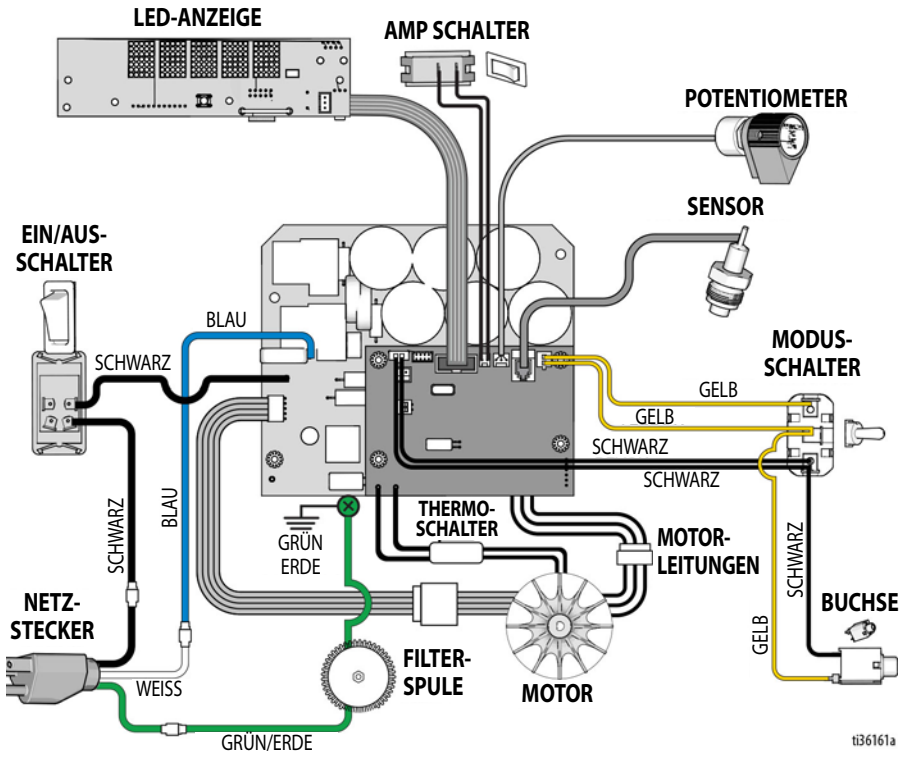 LED-ANZEIGE
AMP SCHALTER
POTENTIOMETER
SENSOR
EIN/AUS-
SCHALTER
BLAU
SCHWARZ
MODUS-
SCHALTER
GELB
GELB
SCHWARZ
SCHWARZ
SCHWARZ
BLAU
THERMO-
SCHALTER
GRÜN
ERDE
MOTOR-
LEITUNGEN
SCHWARZ
GELB
BUCHSE
NETZ-
STECKER
WEISS
FILTER-
SPULE
MOTOR
GRÜN/ERDE
ti36161a